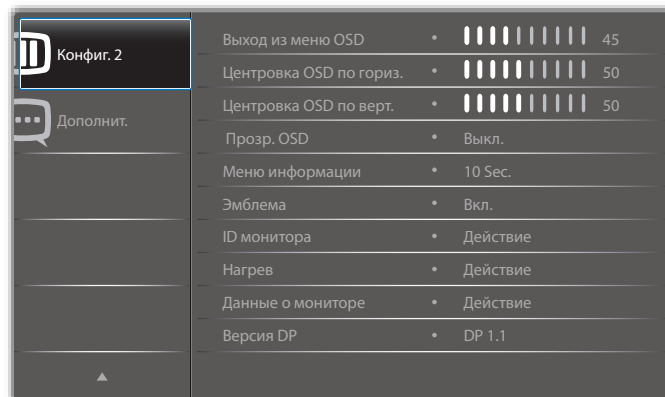 Конфиг. 2
Дополнит.
Выход из меню OSD • 45
Центровка OSD по гориз. • 50
Центровка OSD по верт. • 50
Прозр. OSD • Выкл.
Меню информации • 10 Sec.
Эмблема • Вкл.
ID монитора • Действие
Нагрев • Действие
Данные о мониторе • Действие
Версия DP • DP 1.1